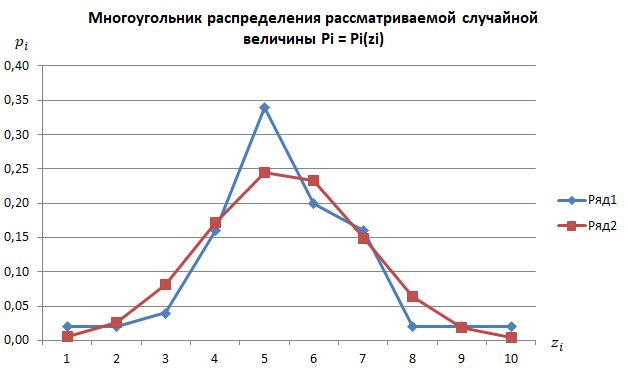 Многоугольник распределения рассматриваемой случайной
величины Pi = Pi(zi)
pᵢ
0,40
0,35
0,30
0,25
0,20
0,15
0,10
0,05
0,00
1 2 3 4 5 6 7 8 9 10 zᵢ
Ряд1
Ряд2